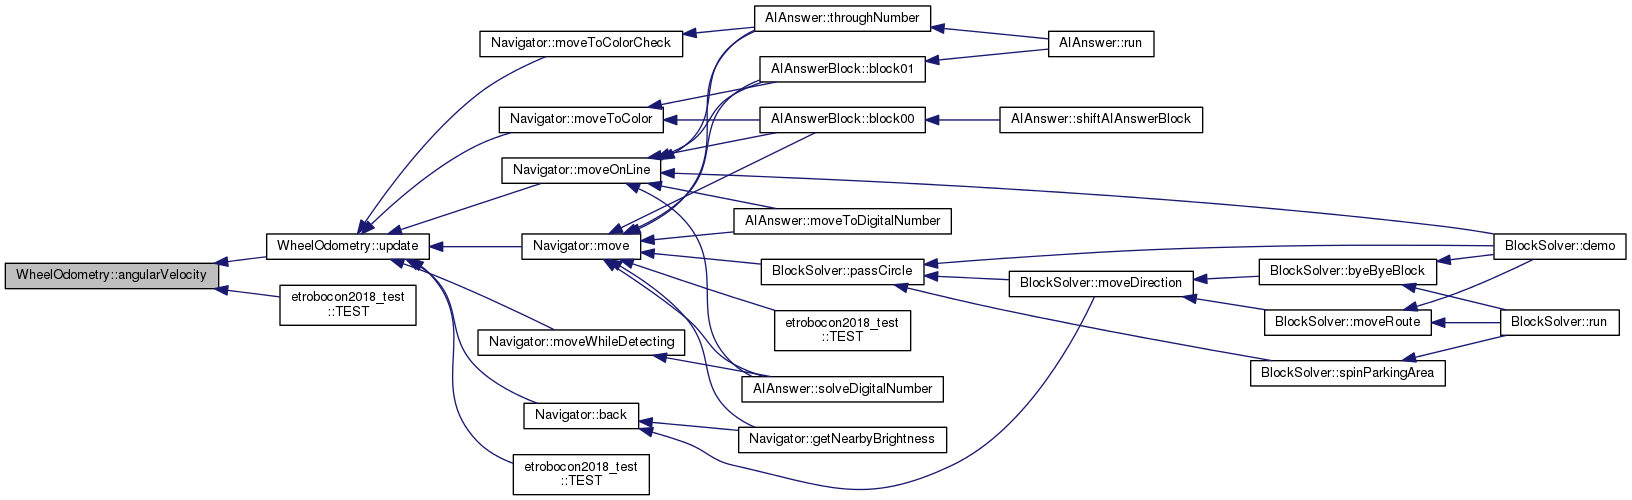 WheelOdometry::angularVelocity
WheelOdometry::update
etrobocon2018_test
::TEST
Navigator::moveToColorCheck
Navigator::moveToColor
Navigator::moveOnLine
Navigator::move
Navigator::moveWhileDetecting
Navigator::back
etrobocon2018_test
::TEST
AIAnswer::throughNumber
AIAnswerBlock::block01
AIAnswerBlock::block00
AIAnswer::moveToDigitalNumber
BlockSolver::passCircle
etrobocon2018_test
::TEST
AIAnswer::solveDigitalNumber
Navigator::getNearbyBrightness
AIAnswer::run
AIAnswer::shiftAIAnswerBlock
BlockSolver::moveDirection
BlockSolver::byeByeBlock
BlockSolver::moveRoute
BlockSolver::spinParkingArea
BlockSolver::demo
BlockSolver::run